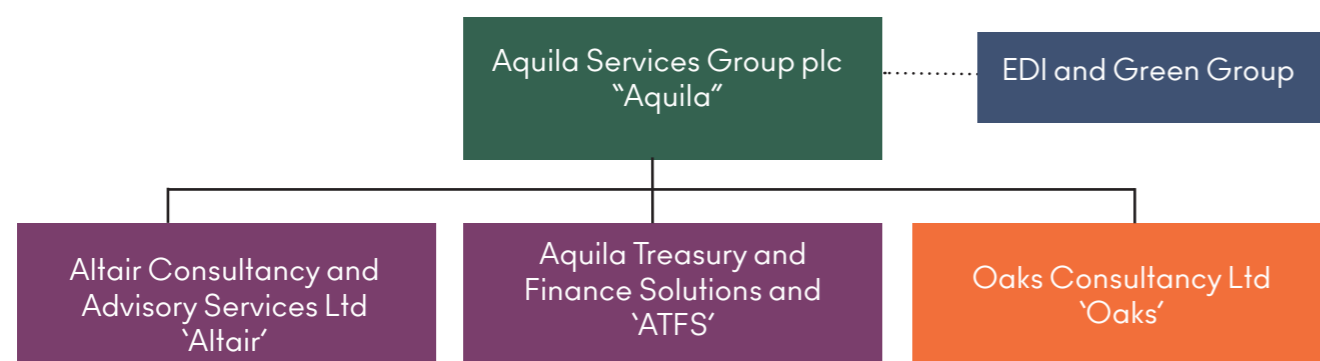 Aquila Services Group plc
“Aquila”
EDI and Green Group
Altair Consultancy and
Advisory Services Ltd
‘Altair’
Aquila Treasury and
Finance Solutions and
‘ATFS’
Oaks Consultancy Ltd
‘Oaks’